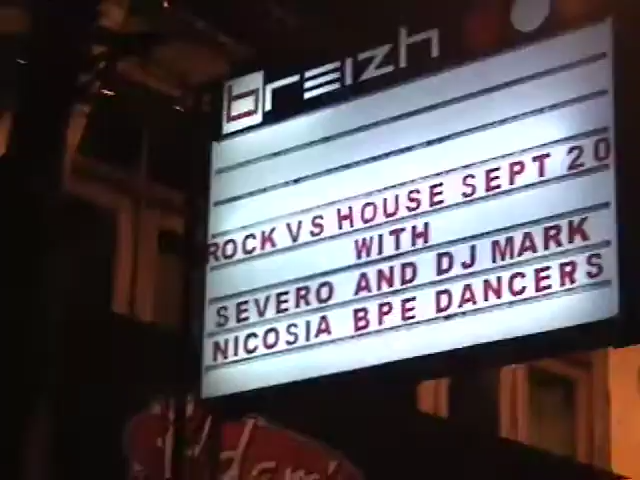 breizh
ROCK VS HOUSE SEPT 20
WITH
SEVERO AND DJ MARK
NICOSIA BPE DANCERS